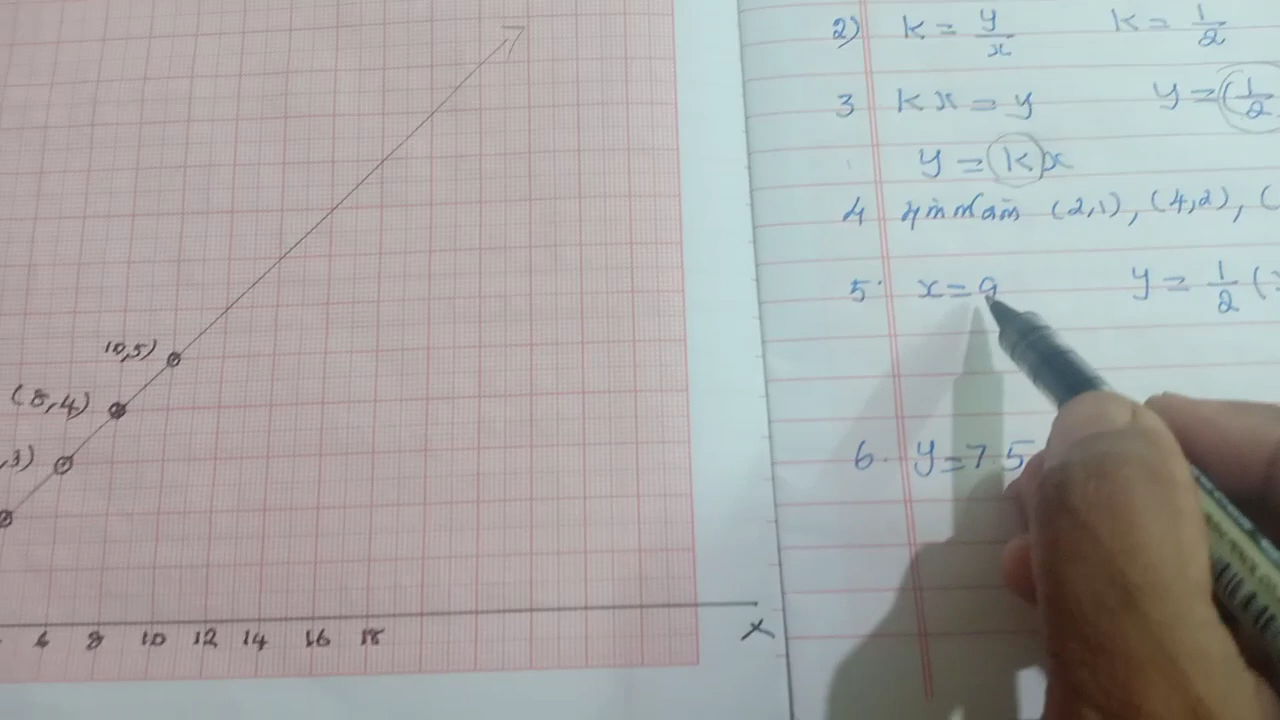 10,5)
(8,4)
,3)
6 8 10 12 14 16 18
x
2) k = y/x k = 1/2
3 kx = y y = (1/2
y = kx
4 (2,1), (4,2), (
5. x = 9 y = 1/2 (
6. y = 7.5